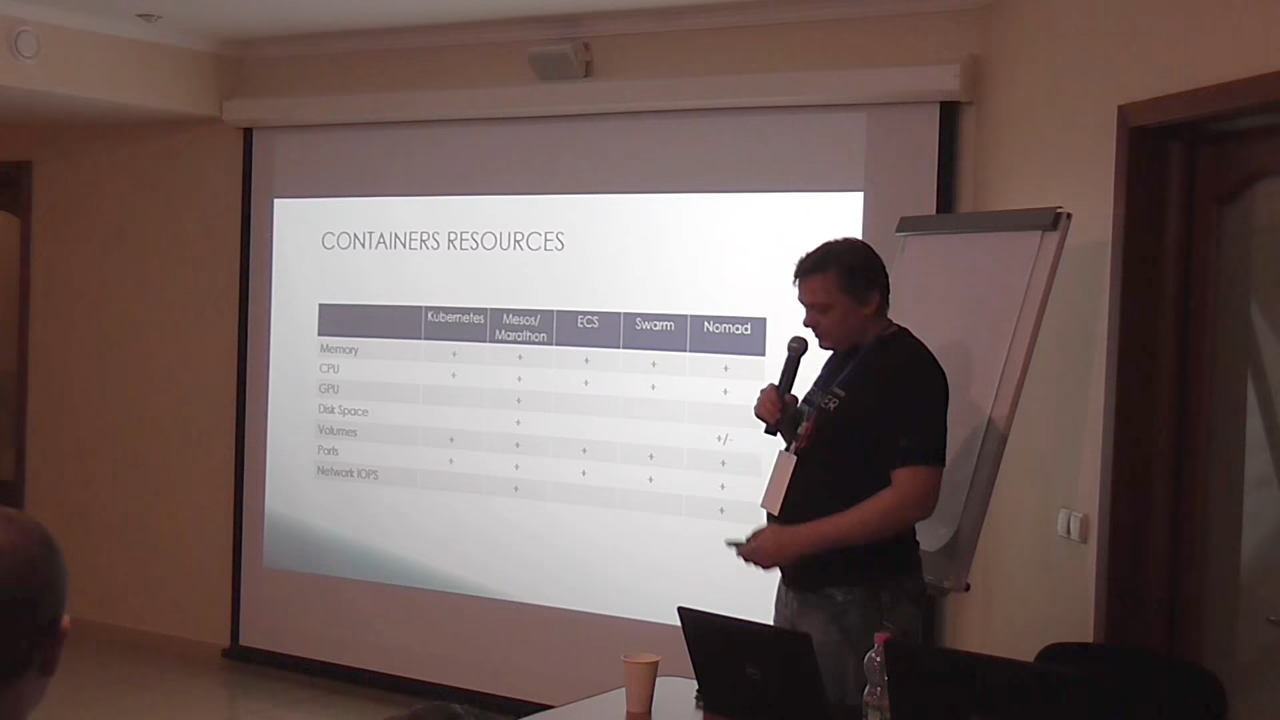 CONTAINERS RESOURCES
Kubernetes Mesos/ Marathon ECS Swarm Nomad
Memory + + + + +
CPU + + + + +
GPU +
Disk Space + +/-
Volumes + + + + +
Ports + + + + +
Network IOPS + +